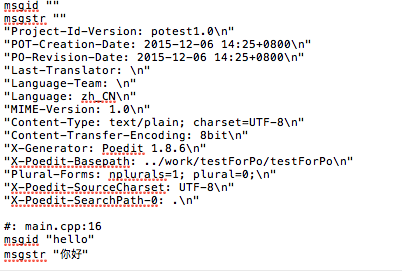 msgid ""
msgstr ""
"Project-Id-Version: potest1.0\n"
"POT-Creation-Date: 2015-12-06 14:25+0800\n"
"PO-Revision-Date: 2015-12-06 14:25+0800\n"
"Last-Translator: \n"
"Language-Team: \n"
"Language: zh_CN\n"
"MIME-Version: 1.0\n"
"Content-Type: text/plain; charset=UTF-8\n"
"Content-Transfer-Encoding: 8bit\n"
"X-Generator: Poedit 1.8.6\n"
"X-Poedit-Basepath: ../work/testForPo/testForPo\n"
"Plural-Forms: nplurals=1; plural=0;\n"
"X-Poedit-SourceCharset: UTF-8\n"
"X-Poedit-SearchPath-0: .\n"

#: main.cpp:16
msgid "hello"
msgstr "你好"